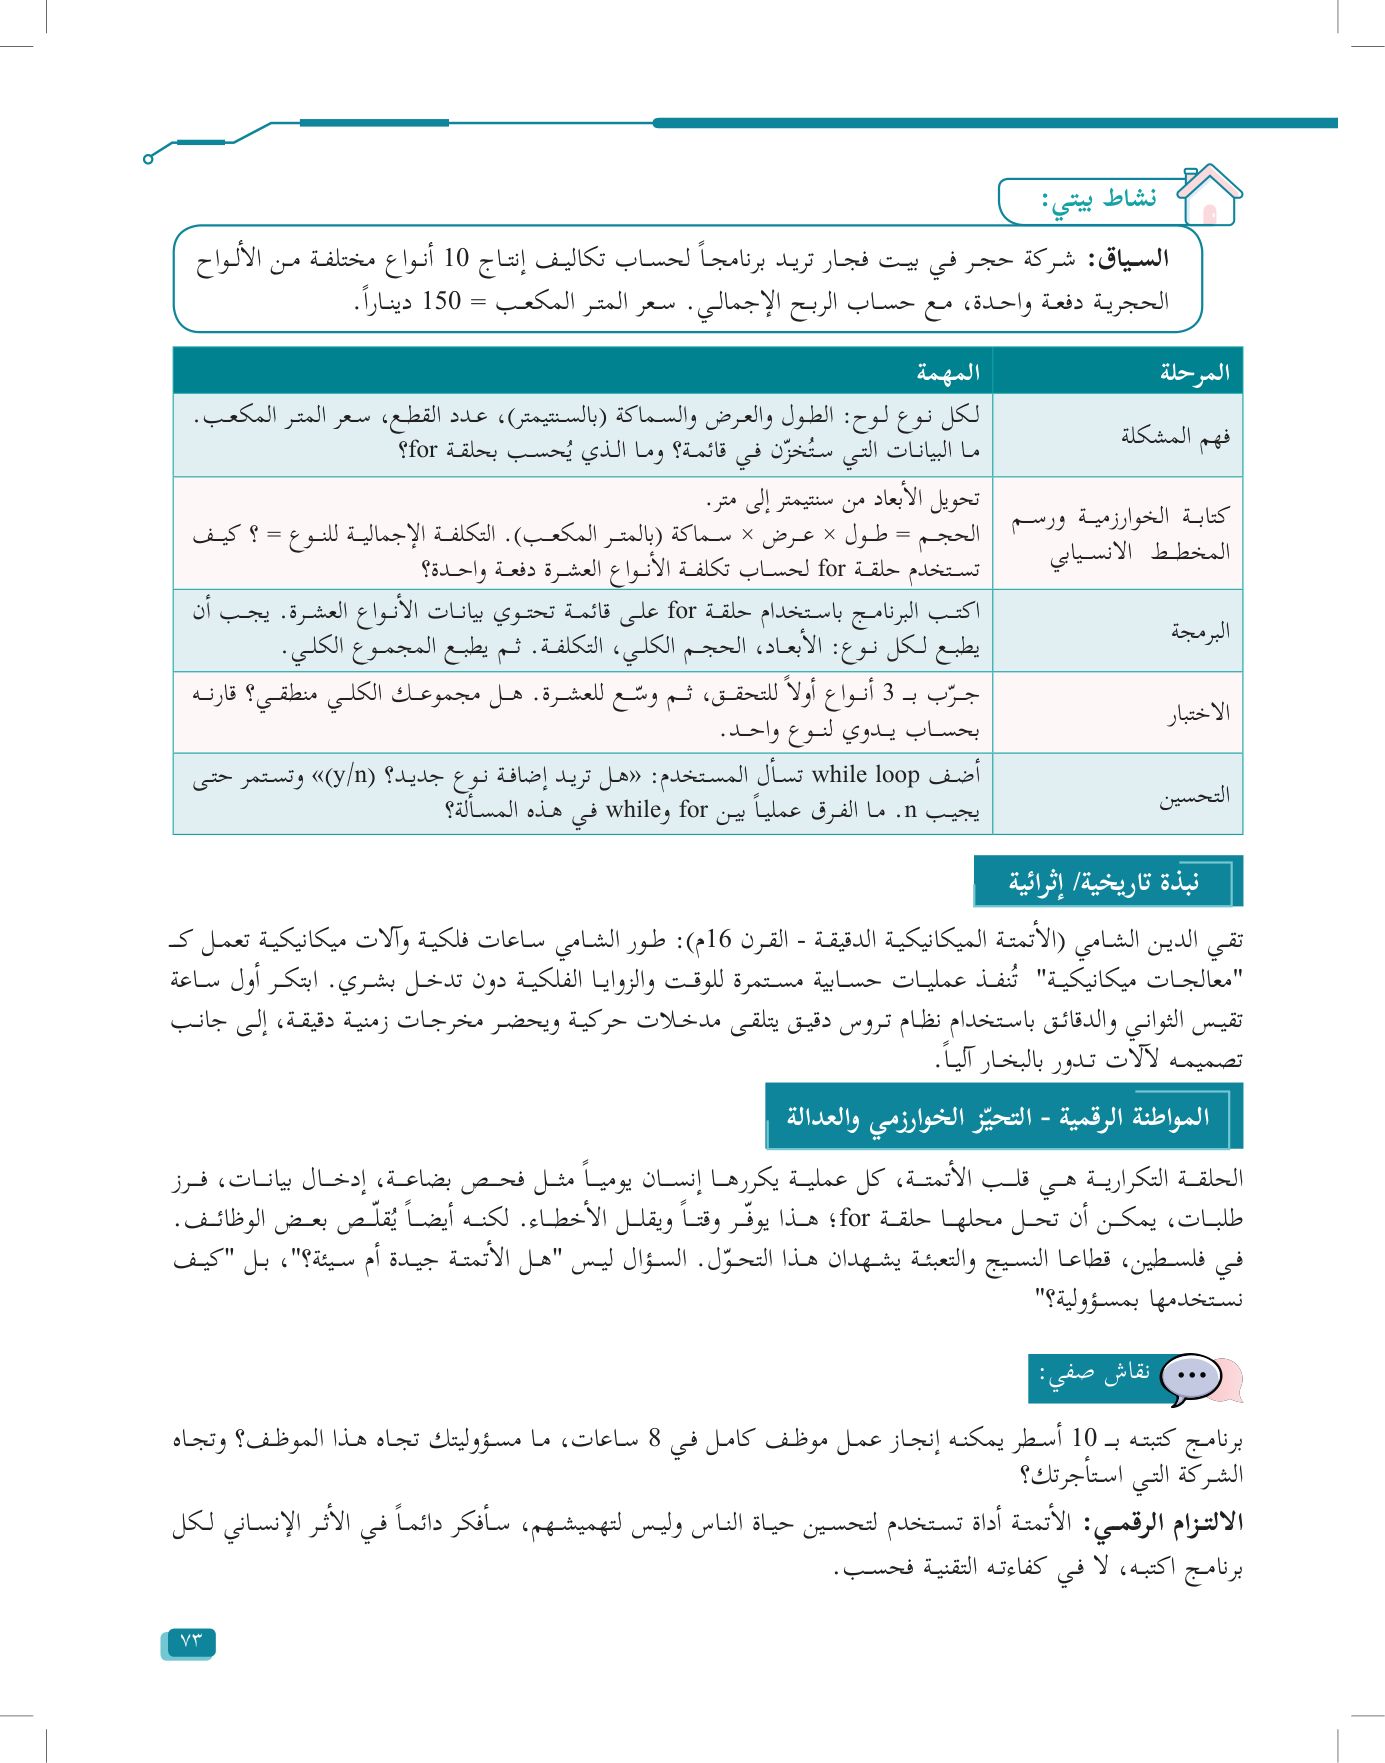 نشاط بيتي:
السياق: شركة حجر في بيت فجار تريد برنامجاً لحساب تكاليف إنتاج 10 أنواع مختلفة من الألواح
الحجرية دفعة واحدة، مع حساب الربح الإجمالي. سعر المتر المكعب = 150 ديناراً.
المرحلة
المهمة
فهم المشكلة
لكل نوع لوح: الطول والعرض والسماكة (بالسنتيمتر)، عدد القطع، سعر المتر المكعب.
ما البيانات التي ستُخزّن في قائمة؟ وما الذي يُحسب بحلقة for؟
كتابة الخوارزمية ورسم
المخطط الانسيابي
تحويل الأبعاد من سنتيمتر إلى متر.
الحجم = طول × عرض × سماكة (بالمتر المكعب). التكلفة الإجمالية للنوع = ؟ كيف
تستخدم حلقة for لحساب تكلفة الأنواع العشرة دفعة واحدة؟
البرمجة
اكتب البرنامج باستخدام حلقة for على قائمة تحتوي بيانات الأنواع العشرة. يجب أن
يطبع لكل نوع: الأبعاد، الحجم الكلي، التكلفة. ثم يطبع المجموع الكلي.
الاختبار
جرّب بـ 3 أنواع أولاً للتحقق، ثم وسّع للعشرة. هل مجموعك الكلي منطقي؟ قارنه
بحساب يدوي لنوع واحد.
التحسين
أضف while loop تسأل المستخدم: «هل تريد إضافة نوع جديد؟ (y/n)» وتستمر حتى
يجيب n. ما الفرق عملياً بين for وwhile في هذه المسألة؟
نبذة تاريخية/ إثرائية
تقي الدين الشامي (الأتمتة الميكانيكية الدقيقة - القرن 16م): طور الشامي ساعات فلكية وآلات ميكانيكية تعمل كـ
"معالجات ميكانيكية" تُنفذ عمليات حسابية مستمرة للوقت والزوايا الفلكية دون تدخل بشري. ابتكر أول ساعة
تقيس الثواني والدقائق باستخدام نظام تروس دقيق يتلقى مدخلات حركية ويحضر مخرجات زمنية دقيقة، إلى جانب
تصميمه لآلات تدور بالبخار آلياً.
المواطنة الرقمية - التحيّز الخوارزمي والعدالة
الحلقة التكرارية هي قلب الأتمتة، كل عملية يكررها إنسان يومياً مثل فحص بضاعة، إدخال بيانات، فرز
طلبات، يمكن أن تحل محلها حلقة for؛ هذا يوفّر وقتاً ويقلل الأخطاء. لكنه أيضاً يُقلّص بعض الوظائف.
في فلسطين، قطاعا النسيج والتعبئة يشهدان هذا التحوّل. السؤال ليس "هل الأتمتة جيدة أم سيئة؟"، بل "كيف
نستخدمها بمسؤولية؟"
نقاش صفي:
برنامج كتبته بـ 10 أسطر يمكنه إنجاز عمل موظف كامل في 8 ساعات، ما مسؤوليتك تجاه هذا الموظف؟ وتجاه
الشركة التي استأجرتك؟
الالتزام الرقمي: الأتمتة أداة تستخدم لتحسين حياة الناس وليس لتهميشهم، سأفكر دائماً في الأثر الإنساني لكل
برنامج اكتبه، لا في كفاءته التقنية فحسب.
٧٣